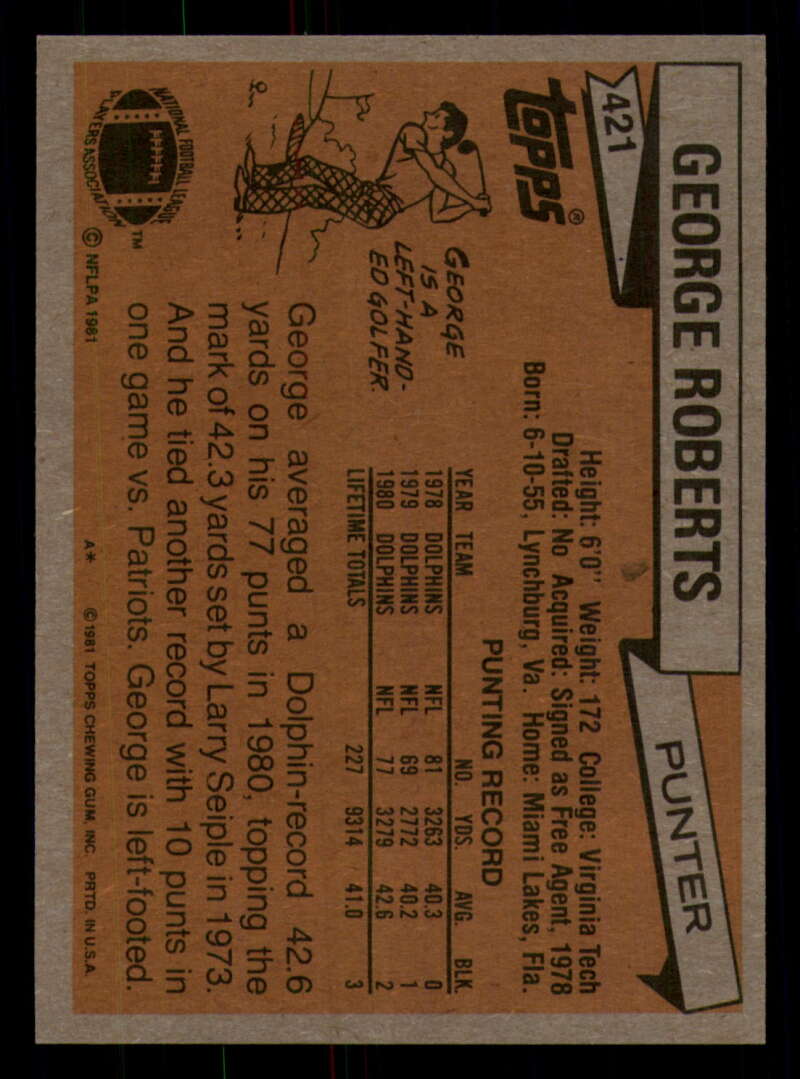 GEORGE ROBERTS
PUNTER
421
topps®
Height: 6'0" Weight: 172 College: Virginia Tech
Drafted: No Acquired: Signed as Free Agent, 1978
Born: 6-10-55, Lynchburg, Va. Home: Miami Lakes, Fla.
PUNTING RECORD
YEAR TEAM NO. YDS. AVG. BLK.
1978 DOLPHINS NFL 81 3263 40.3 0
1979 DOLPHINS NFL 69 2772 40.2 1
1980 DOLPHINS NFL 77 3279 42.6 2
LIFETIME TOTALS 227 9314 41.0 3
GEORGE
IS A
LEFT-HAND-
ED GOLFER.
George averaged a Dolphin-record 42.6
yards on his 77 punts in 1980, topping the
mark of 42.3 yards set by Larry Seiple in 1973.
And he tied another record with 10 punts in
one game vs. Patriots. George is left-footed.
NATIONAL FOOTBALL LEAGUE
PLAYERS ASSOCIATION
TM
© NFLPA 1981
A* © 1981 TOPPS CHEWING GUM, INC. PRTD. IN U.S.A.